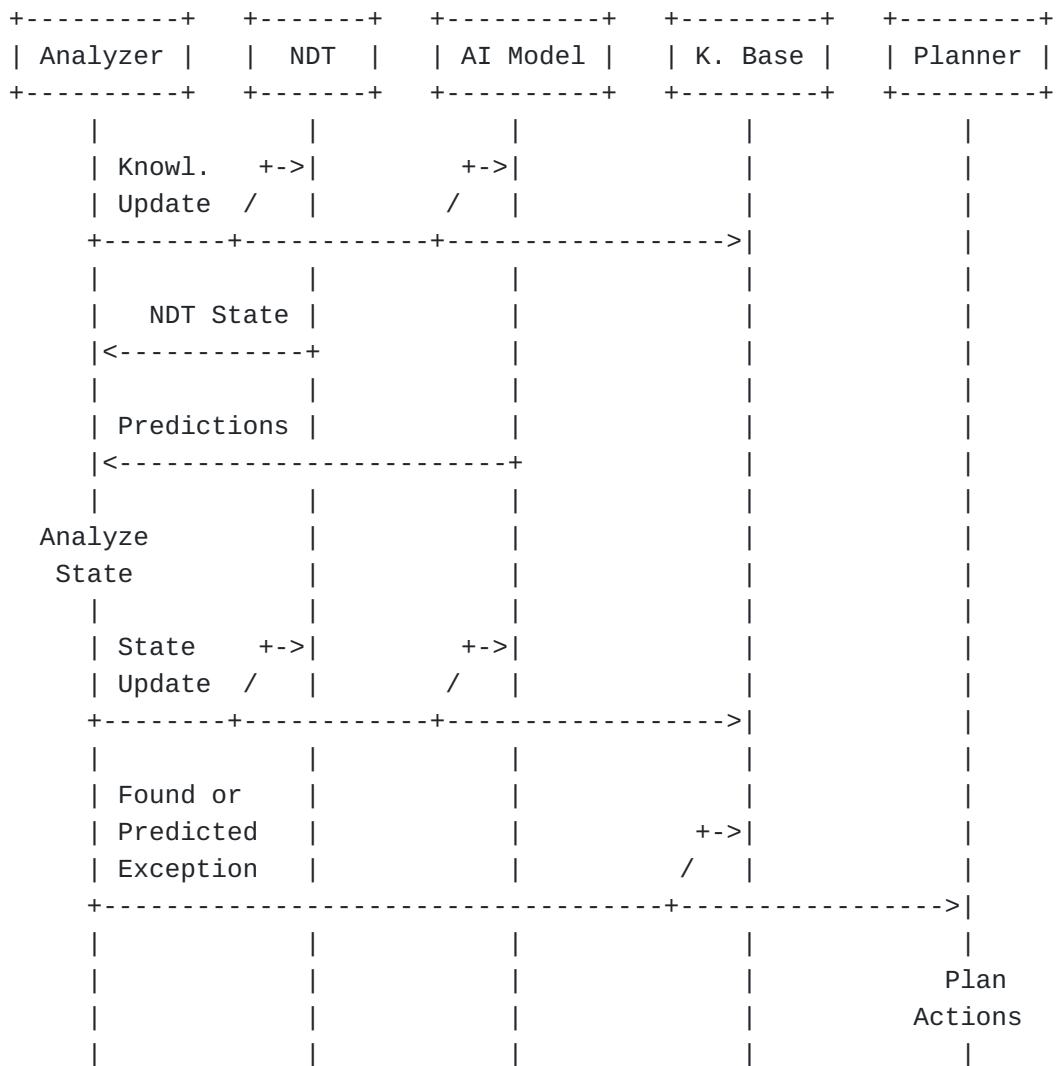 Analyzer NDT AI Model K. Base Planner
Knowl.
Update
NDT State
Predictions
Analyze
State
State
Update
Found or
Predicted
Exception
Plan
Actions